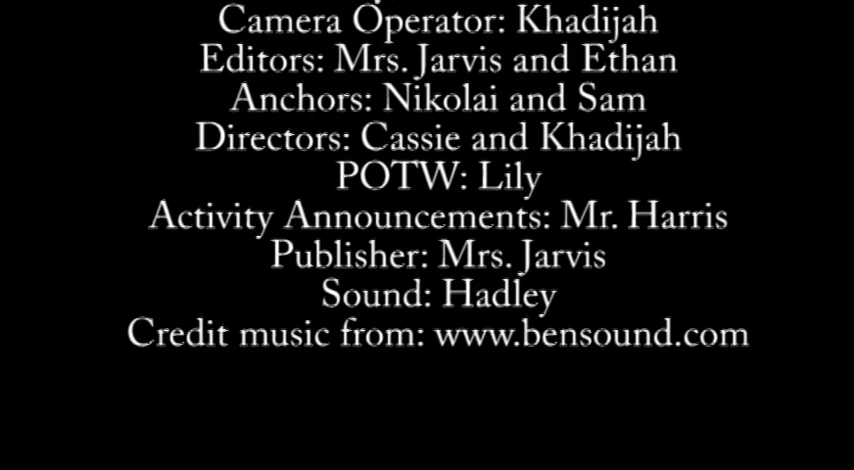 Camera Operator: Khadijah
Editors: Mrs. Jarvis and Ethan
Anchors: Nikolai and Sam
Directors: Cassie and Khadijah
POTW: Lily
Activity Announcements: Mr. Harris
Publisher: Mrs. Jarvis
Sound: Hadley
Credit music from: www.bensound.com